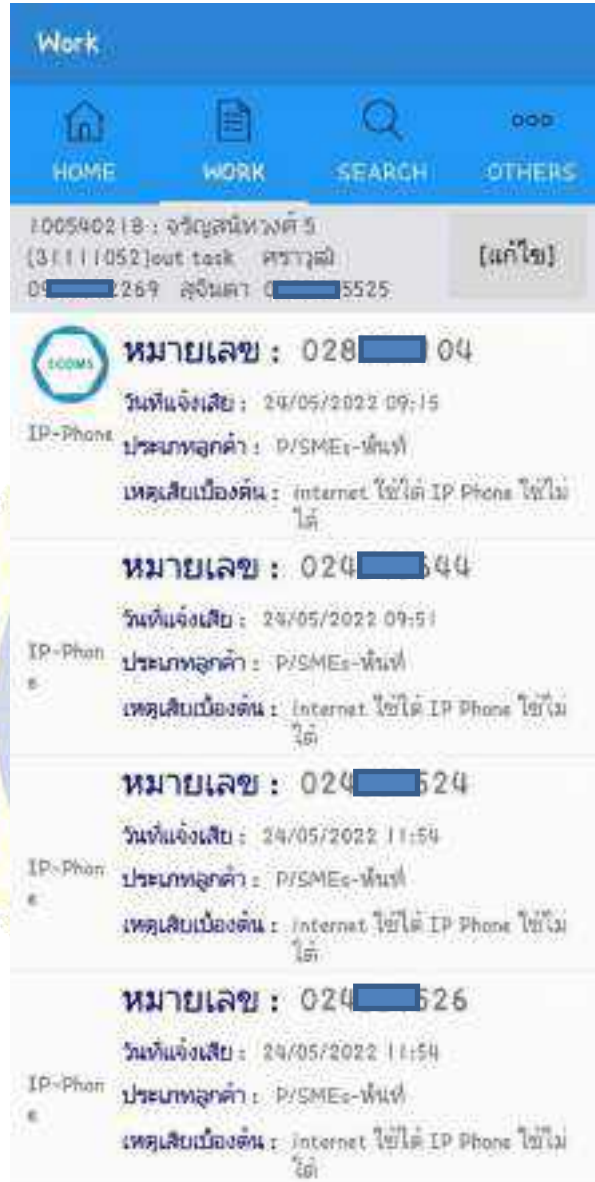 Work
HOME WORK SEARCH OTHERS
100540218 : จรัญสนิทวงศ์ 5
[31111052]out task ศราวุฒิ
[แก้ไข]
2269 สุจินดา 5525
SCOMS
IP-Phone
หมายเลข : 028 04
วันที่แจ้งเสีย : 24/05/2022 09:15
ประเภทลูกค้า : P/SMEs-พื้นที่
เหตุเสียเบื้องต้น : internet ใช้ได้ IP Phone ใช้ไม่
ได้
IP-Phon
e
หมายเลข : 024 644
วันที่แจ้งเสีย : 24/05/2022 09:51
ประเภทลูกค้า : P/SMEs-พื้นที่
เหตุเสียเบื้องต้น : internet ใช้ได้ IP Phone ใช้ไม่
ได้
IP-Phon
e
หมายเลข : 024 524
วันที่แจ้งเสีย : 24/05/2022 11:54
ประเภทลูกค้า : P/SMEs-พื้นที่
เหตุเสียเบื้องต้น : internet ใช้ได้ IP Phone ใช้ไม่
ได้
IP-Phon
e
หมายเลข : 024 526
วันที่แจ้งเสีย : 24/05/2022 11:54
ประเภทลูกค้า : P/SMEs-พื้นที่
เหตุเสียเบื้องต้น : internet ใช้ได้ IP Phone ใช้ไม่
ได้